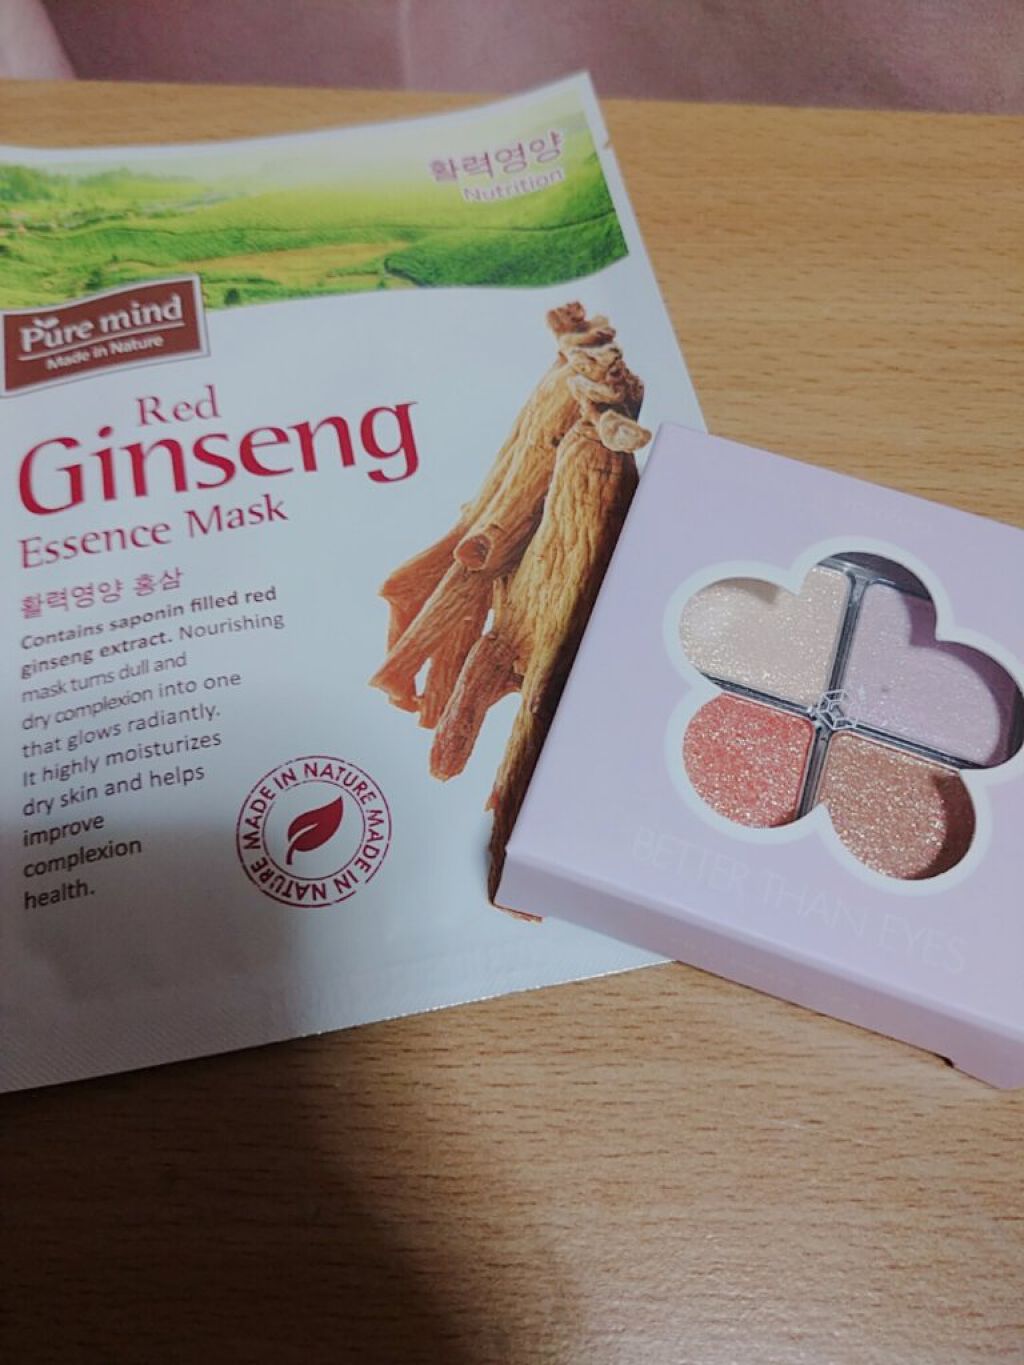 활력영양
Nutrition
Pure mind
Made in Nature
Red
Ginseng
Essence Mask
활력영양 홍삼
Contains saponin filled red
ginseng extract. Nourishing
mask turns dull and
dry complexion into one
that glows radiantly.
It highly moisturizes
dry skin and helps
improve
complexion
health.
MADE IN NATURE MADE IN NATURE
BETTER THAN EYES